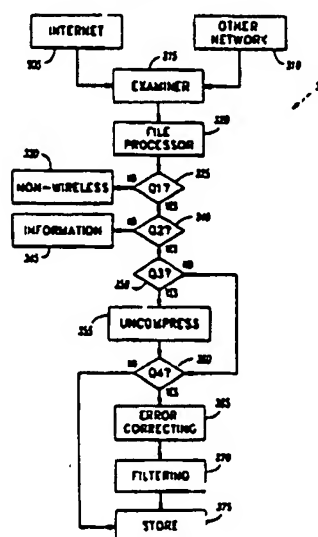 INTERNET
OTHER
NETWORK
305
315
310
EXAMINER
320
FILE
PROCESSOR
330
NO
Q1?
325
NON-WIRELESS
YES
NO
Q2?
340
INFORMATION
345
YES
Q3?
NO
350
YES
355
UNCOMPRESS
NO
Q4?
360
YES
ERROR
CORRECTING
365
FILTERING
370
STORE
375